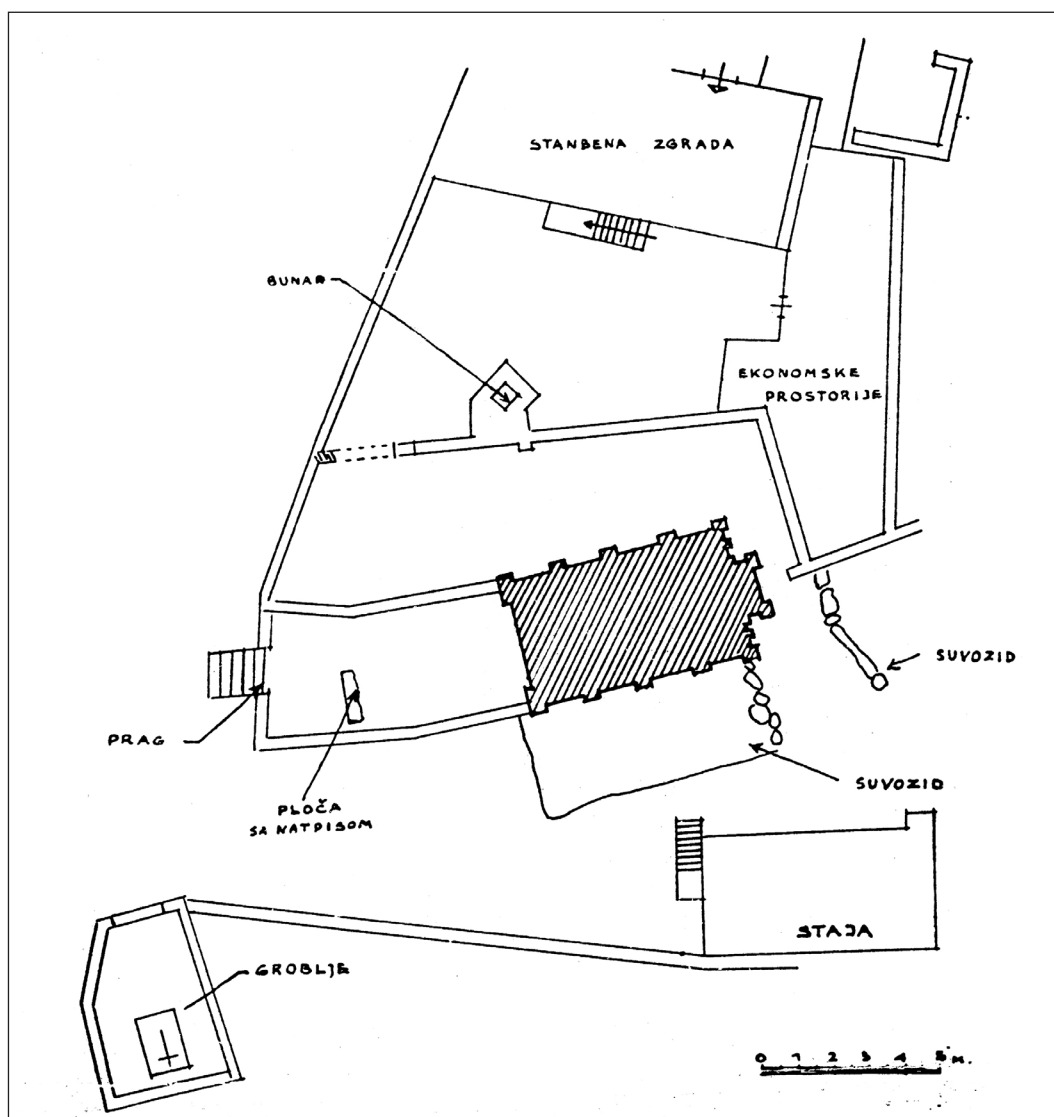 STANBENA ZGRADA
BUNAR
EKONOMSKE
PROSTORIJE
SUVOZID
PRAG
PLOČA
SA NATPISOM
SUVOZID
STAJA
GROBLJE
0 1 2 3 4 5 M.